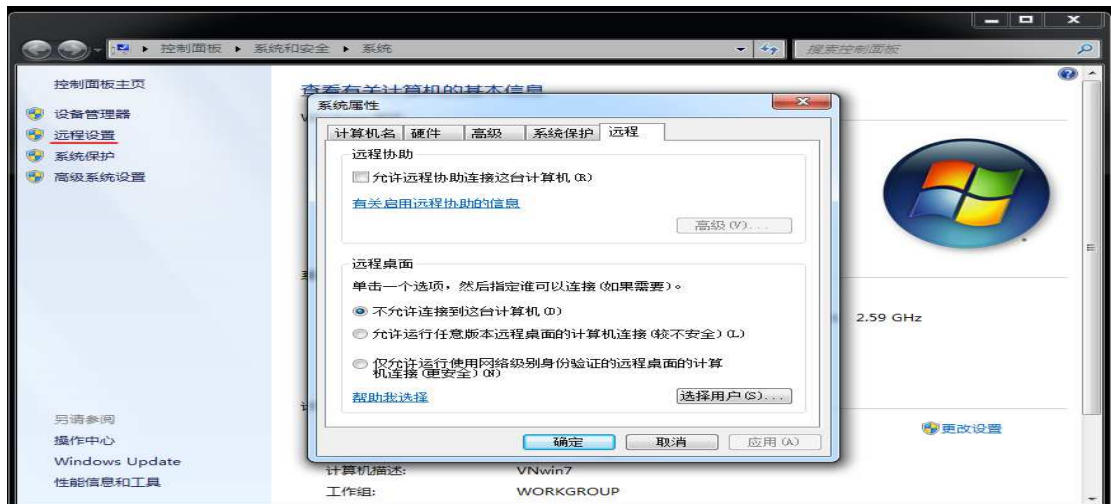 控制面板 ▸ 系统和安全 ▸ 系统
搜索控制面板
控制面板主页
设备管理器
远程设置
系统保护
高级系统设置
另请参阅
操作中心
Windows Update
性能信息和工具
查看有关计算机的基本信息
系统属性
计算机名 硬件 高级 系统保护 远程
远程协助
允许远程协助连接这台计算机(R)
有关启用远程协助的信息
高级(V)...
远程桌面
单击一个选项，然后指定谁可以连接(如果需要)。
不允许连接到这台计算机(D)
允许运行任意版本远程桌面的计算机连接(较不安全)(L)
仅允许运行使用网络级别身份验证的远程桌面的计算
机连接(更安全)(N)
帮助我选择
选择用户(S)...
确定 取消 应用(A)
2.59 GHz
更改设置
计算机描述: VNwin7
工作组: WORKGROUP